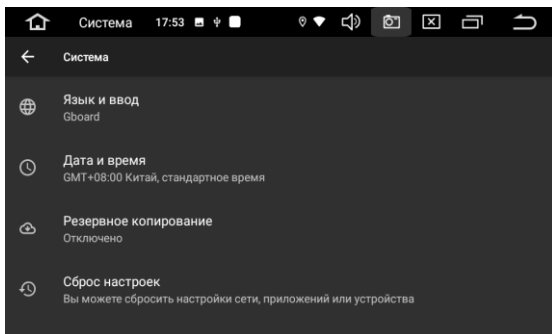 Система 17:53
Система
Язык и ввод
Gboard
Дата и время
GMT+08:00 Китай, стандартное время
Резервное копирование
Отключено
Сброс настроек
Вы можете сбросить настройки сети, приложений или устройства